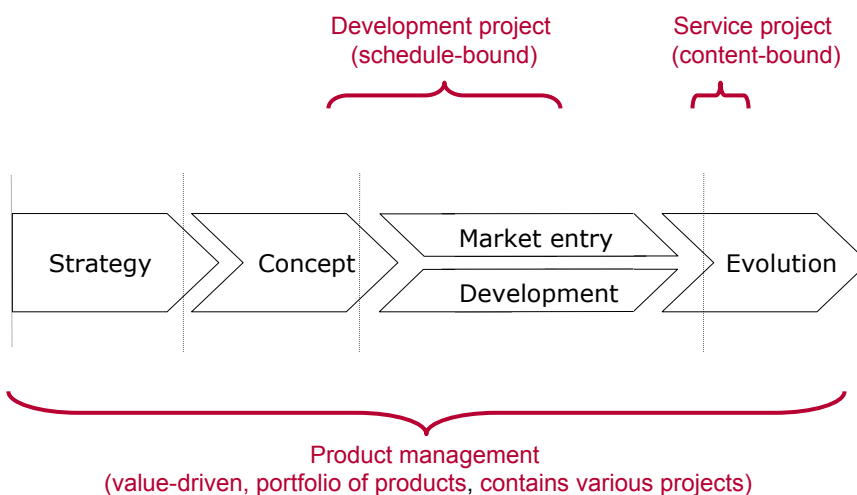 Development project
(schedule-bound)
Service project
(content-bound)
Strategy
Concept
Market entry
Development
Evolution
Product management
(value-driven, portfolio of products, contains various projects)